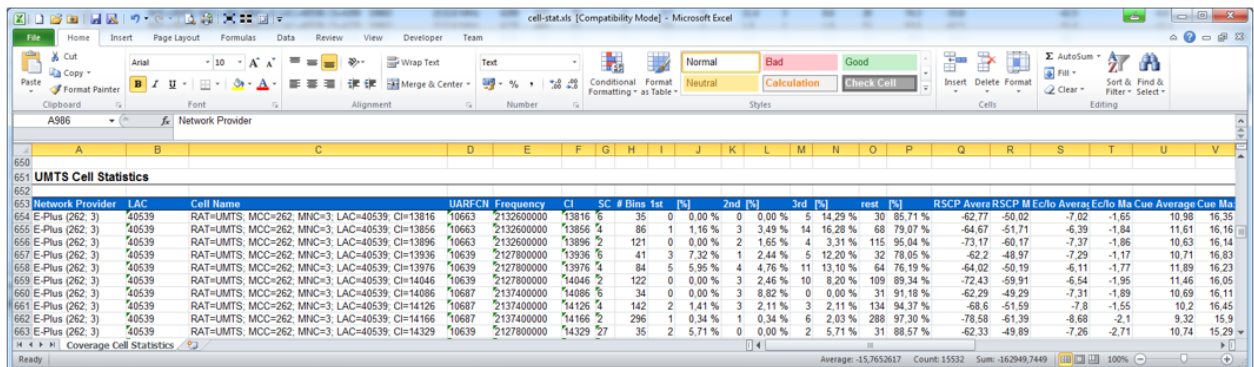 cell-stat.xls [Compatibility Mode] - Microsoft Excel
File Home Insert Page Layout Formulas Data Review View Developer Team
Cut Arial 10 Wrap Text Text Normal Bad Good AutoSum
Copy Fill
Paste Format Painter Merge & Center Conditional Formatting Format as Table Neutral Calculation Check Cell Insert Delete Format Clear Sort & Filter Find & Select
Clipboard Font Alignment Number Styles Cells Editing
A986 fx Network Provider
A B C D E F G H I J K L M N O P Q R S T U V
650
651 UMTS Cell Statistics
652
653 Network Provider LAC Cell Name UARFCN Frequency CI SC # Bins 1st [%] 2nd [%] 3rd [%] rest [%] RSCP Avera RSCP M Ec/Io Averag Ec/Io Ma Cue Average Cue Ma
654 E-Plus (262; 3) 40539 RAT=UMTS; MCC=262; MNC=3; LAC=40539; CI=13816 10663 2132600000 13816 6 35 0 0,00 % 0 0,00 % 5 14,29 % 30 85,71 % -62,77 -50,02 -7,02 -1,65 10,98 16,35
655 E-Plus (262; 3) 40539 RAT=UMTS; MCC=262; MNC=3; LAC=40539; CI=13856 10663 2132600000 13856 4 86 1 1,16 % 3 3,49 % 14 16,28 % 68 79,07 % -64,67 -51,71 -6,39 -1,84 11,61 16,16
656 E-Plus (262; 3) 40539 RAT=UMTS; MCC=262; MNC=3; LAC=40539; CI=13896 10663 2132600000 13896 2 121 0 0,00 % 2 1,65 % 4 3,31 % 115 95,04 % -73,17 -60,17 -7,37 -1,86 10,63 16,14
657 E-Plus (262; 3) 40539 RAT=UMTS; MCC=262; MNC=3; LAC=40539; CI=13936 10639 2127800000 13936 6 41 3 7,32 % 1 2,44 % 5 12,20 % 32 78,05 % -62,2 -48,97 -7,29 -1,17 10,71 16,83
658 E-Plus (262; 3) 40539 RAT=UMTS; MCC=262; MNC=3; LAC=40539; CI=13976 10639 2127800000 13976 4 84 5 5,95 % 4 4,76 % 11 13,10 % 64 76,19 % -64,02 -50,19 -6,11 -1,77 11,89 16,23
659 E-Plus (262; 3) 40539 RAT=UMTS; MCC=262; MNC=3; LAC=40539; CI=14046 10639 2127800000 14046 2 122 0 0,00 % 3 2,46 % 10 8,20 % 109 89,34 % -72,43 -59,91 -6,54 -1,95 11,46 16,05
660 E-Plus (262; 3) 40539 RAT=UMTS; MCC=262; MNC=3; LAC=40539; CI=14086 10687 2137400000 14086 6 34 0 0,00 % 3 8,82 % 0 0,00 % 31 91,18 % -62,29 -49,29 -7,31 -1,89 10,69 16,11
661 E-Plus (262; 3) 40539 RAT=UMTS; MCC=262; MNC=3; LAC=40539; CI=14126 10687 2137400000 14126 4 142 2 1,41 % 3 2,11 % 3 2,11 % 134 94,37 % -68,6 -51,59 -7,8 -1,55 10,2 16,45
662 E-Plus (262; 3) 40539 RAT=UMTS; MCC=262; MNC=3; LAC=40539; CI=14166 10687 2137400000 14166 2 296 1 0,34 % 1 0,34 % 6 2,03 % 288 97,30 % -78,58 -61,39 -8,68 -2,1 9,32 15,9
663 E-Plus (262; 3) 40539 RAT=UMTS; MCC=262; MNC=3; LAC=40539; CI=14329 10639 2127800000 14329 27 35 2 5,71 % 0 0,00 % 2 5,71 % 31 88,57 % -62,33 -49,89 -7,26 -2,71 10,74 15,29
Coverage Cell Statistics
Ready Average: -15,7652617 Count: 15532 Sum: -162949,7449 100%